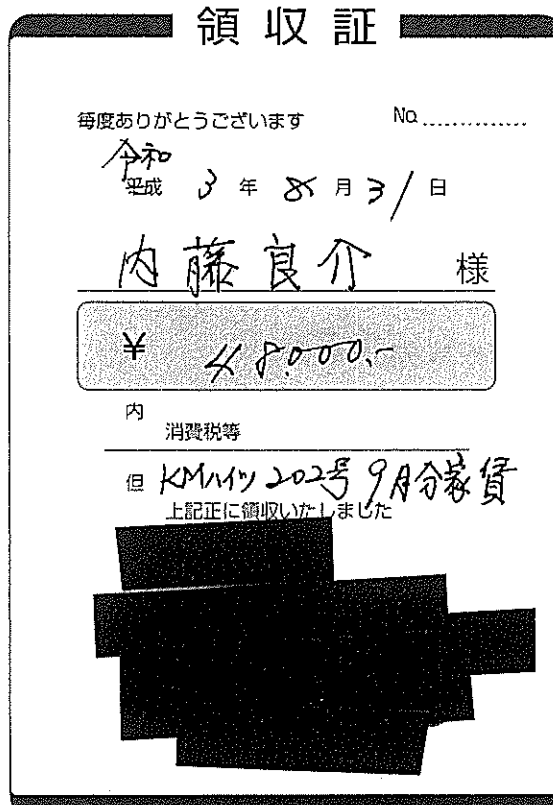 領収証
毎度ありがとうございます No.
令和
平成 3 年 8 月 31 日
内藤良介 様
¥ 48,000.-
内
消費税等
但 KMハイツ 202号 9月分家賃
上記正に領収いたしました